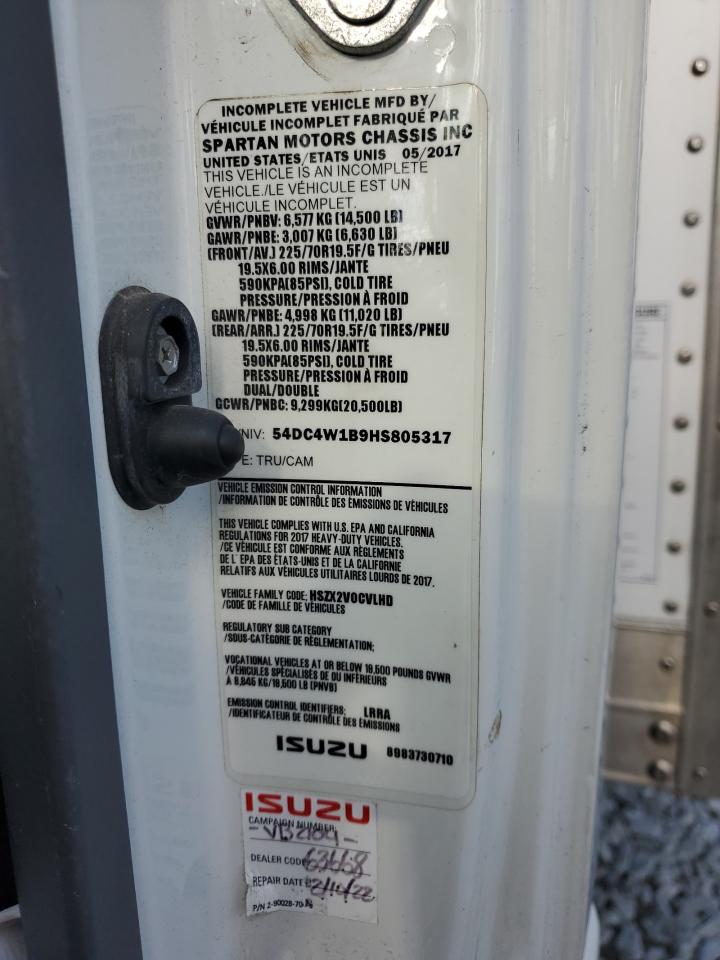 INCOMPLETE VEHICLE MFD BY/
VÉHICULE INCOMPLET FABRIQUÉ PAR
SPARTAN MOTORS CHASSIS INC
UNITED STATES/ETATS UNIS 05/2017
THIS VEHICLE IS AN INCOMPLETE
VEHICLE./LE VÉHICULE EST UN
VÉHICULE INCOMPLET.
GVWR/PNBV: 6,577 KG (14,500 LB)
GAWR/PNBE: 3,007 KG (6,630 LB)
(FRONT/AV.) 225/70R19.5F/G TIRES/PNEU
19.5X6.00 RIMS/JANTE
590KPA(85PSI), COLD TIRE
PRESSURE/PRESSION À FROID
GAWR/PNBE: 4,998 KG (11,020 LB)
(REAR/ARR.) 225/70R19.5F/G TIRES/PNEU
19.5X6.00 RIMS/JANTE
590KPA(85PSI), COLD TIRE
PRESSURE/PRESSION À FROID
DUAL/DOUBLE
GCWR/PNBC: 9,299KG(20,500LB)
/NIV: 54DC4W1B9HS805317
E: TRU/CAM
VEHICLE EMISSION CONTROL INFORMATION
/INFORMATION DE CONTRÔLE DES ÉMISSIONS DE VÉHICULES
THIS VEHICLE COMPLIES WITH U.S. EPA AND CALIFORNIA
REGULATIONS FOR 2017 HEAVY-DUTY VEHICLES.
/CE VÉHICULE EST CONFORME AUX RÈGLEMENTS
DE L' EPA DES ÉTATS-UNIS ET DE LA CALIFORNIE
RELATIFS AUX VÉHICULES UTILITAIRES LOURDS DE 2017.
VEHICLE FAMILY CODE: HSZX2VOCVLHD
/CODE DE FAMILLE DE VÉHICULES
REGULATORY SUB CATEGORY
/SOUS-CATÉGORIE DE RÉGLEMENTATION;
VOCATIONAL VEHICLES AT OR BELOW 19,500 POUNDS GVWR
/VÉHICULES SPÉCIALISÉS DE OU INFÉRIEURS
À 8,845 KG/19,500 LB (PNVB)
EMISSION CONTROL IDENTIFIERS: LRRA
/IDENTIFICATEUR DE CONTRÔLE DES ÉMISSIONS
ISUZU 8983730710
ISUZU
CAMPAIGN NUMBER
DEALER CODE 63668
REPAIR DATE
P/N 2-90028-70